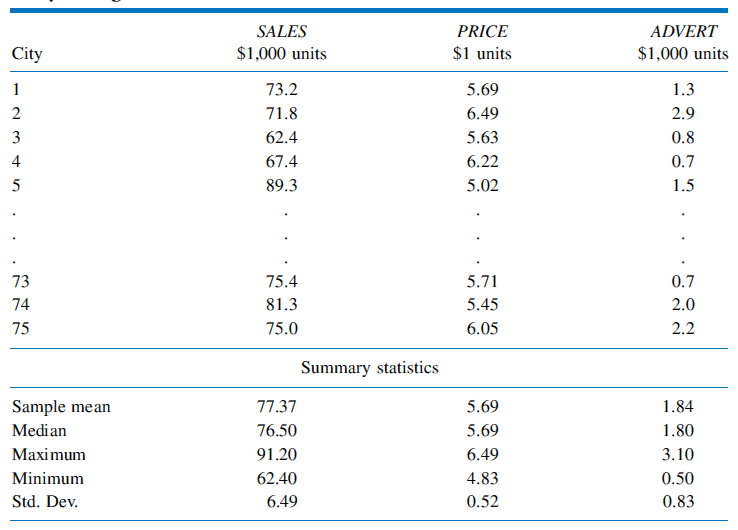 SALES PRICE ADVERT
City $1,000 units $1 units $1,000 units
1 73.2 5.69 1.3
2 71.8 6.49 2.9
3 62.4 5.63 0.8
4 67.4 6.22 0.7
5 89.3 5.02 1.5
. . . .
. . . .
. . . .
73 75.4 5.71 0.7
74 81.3 5.45 2.0
75 75.0 6.05 2.2
Summary statistics
Sample mean 77.37 5.69 1.84
Median 76.50 5.69 1.80
Maximum 91.20 6.49 3.10
Minimum 62.40 4.83 0.50
Std. Dev. 6.49 0.52 0.83